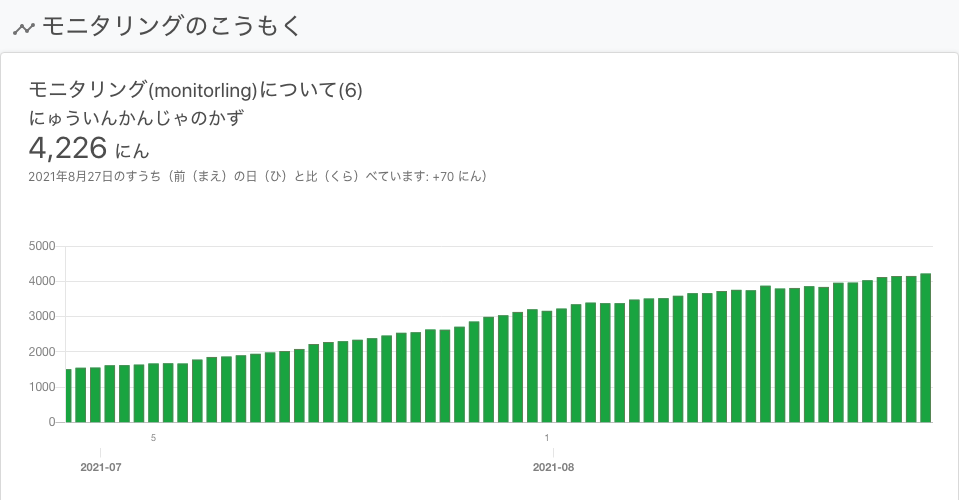 モニタリングのこうもく
モニタリング(monitorling)について(6)
にゅういんかんじゃのかず
4,226 にん
2021年8月27日のすうち（前（まえ）の日（ひ）と比（くら）べています: +70 にん）
5000
4000
3000
2000
1000
0
5 1
2021-07 2021-08